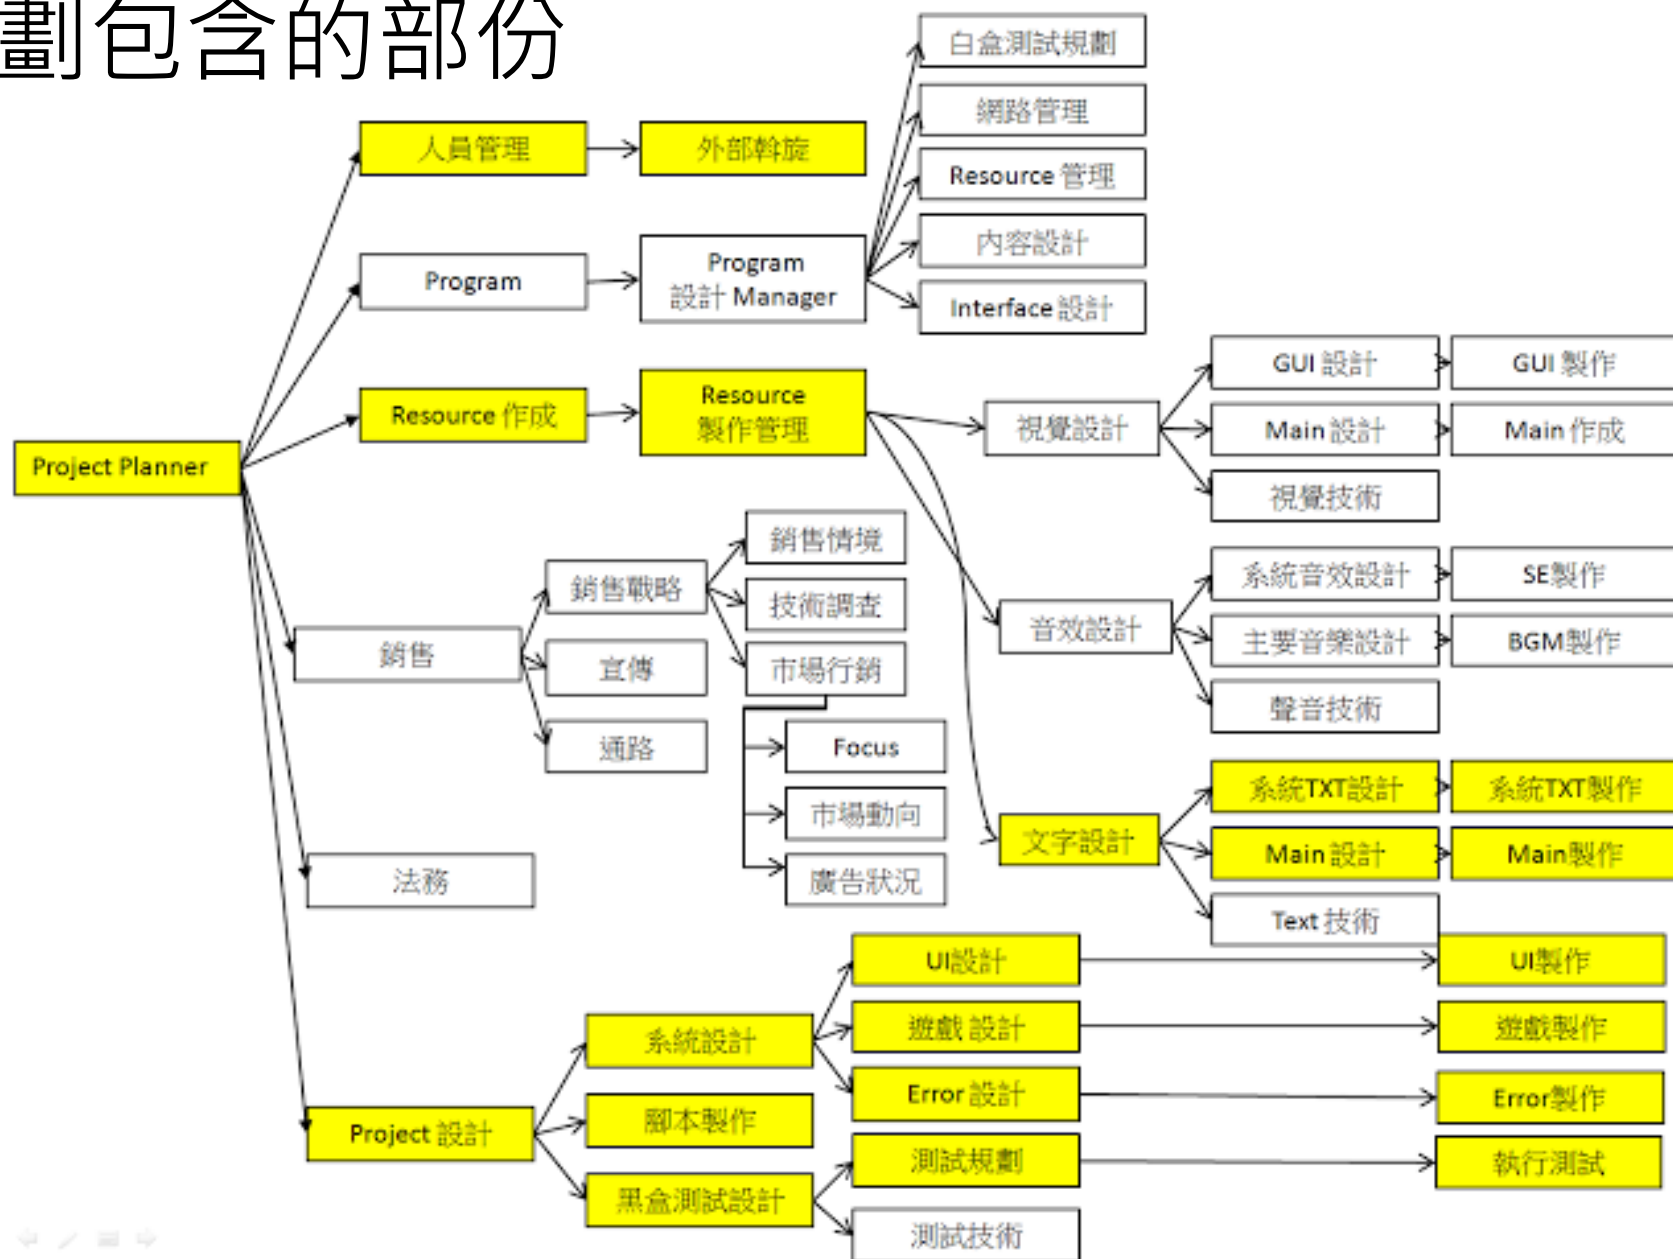 劃包含的部份
白盒測試規劃
網路管理
人員管理
外部斡旋
Resource 管理
內容設計
Program
Program
設計 Manager
Interface 設計
GUI 設計
GUI 製作
Resource 作成
Resource
製作管理
視覺設計
Main 設計
Main 作成
Project Planner
視覺技術
銷售情境
銷售戰略
技術調查
系統音效設計
SE製作
音效設計
主要音樂設計
BGM製作
銷售
宣傳
市場行銷
聲音技術
通路
Focus
系統TXT設計
系統TXT製作
市場動向
文字設計
Main 設計
Main製作
法務
廣告狀況
Text 技術
UI設計
UI製作
系統設計
遊戲 設計
遊戲製作
Error 設計
Error製作
Project 設計
腳本製作
測試規劃
執行測試
黑盒測試設計
測試技術